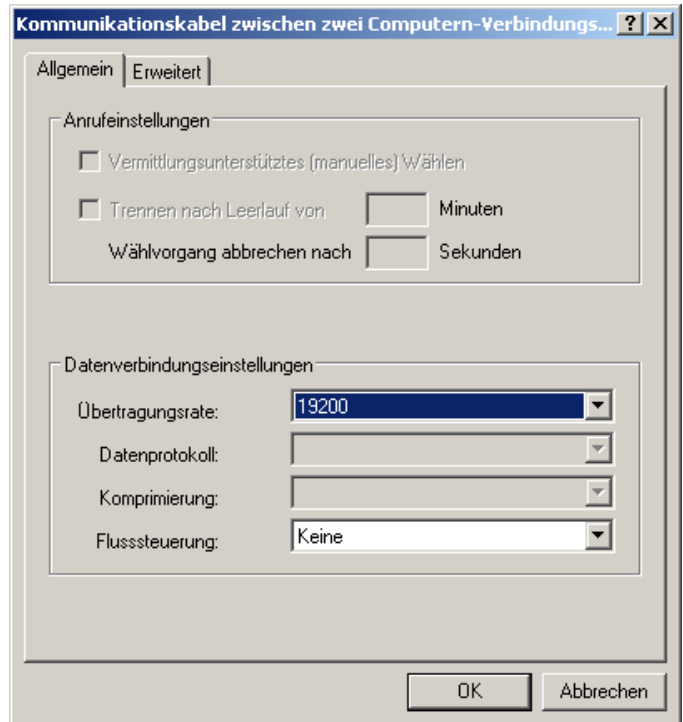 Kommunikationskabel zwischen zwei Computern-Verbindungs...
Allgemein Erweitert
Anrufeinstellungen
Vermittlungsunterstütztes (manuelles) Wählen
Trennen nach Leerlauf von Minuten
Wählvorgang abbrechen nach Sekunden
Datenverbindungseinstellungen
Übertragungsrate: 19200
Datenprotokoll:
Komprimierung:
Flusssteuerung: Keine
OK Abbrechen